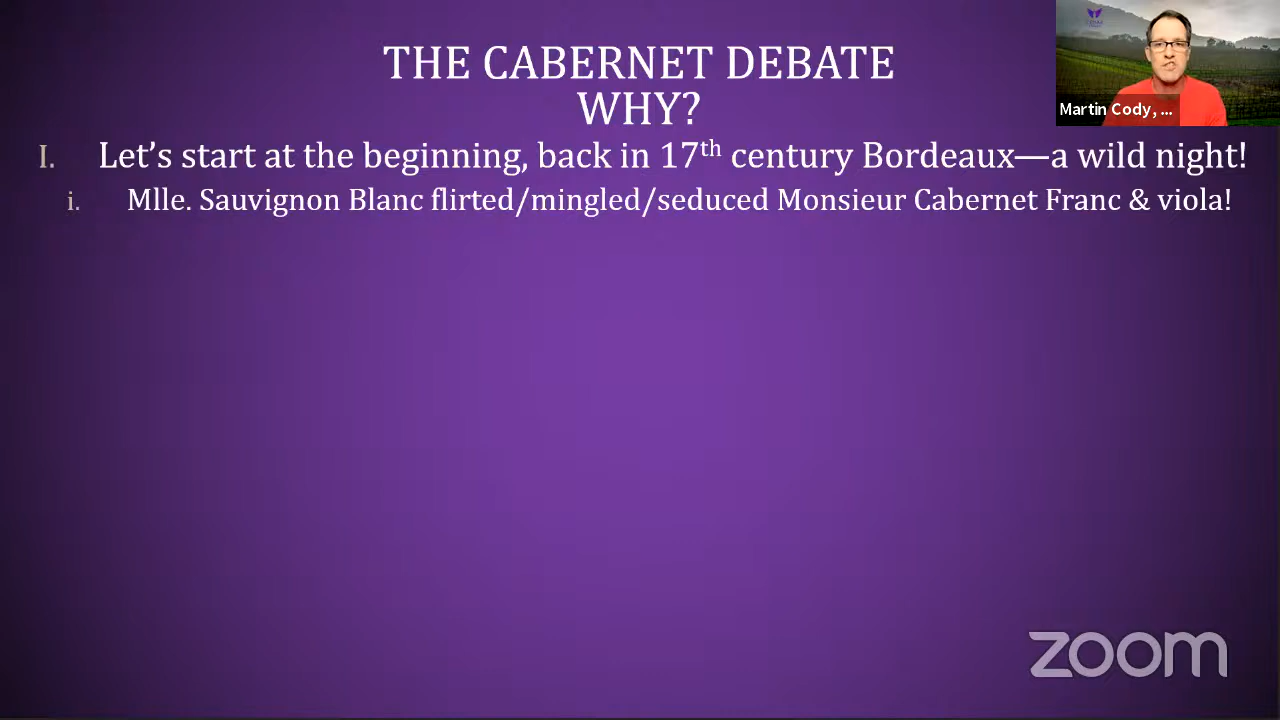 THE CABERNET DEBATE
WHY?
I. Let’s start at the beginning, back in 17th century Bordeaux—a wild night!
i. Mlle. Sauvignon Blanc flirted/mingled/seduced Monsieur Cabernet Franc & viola!
Martin Cody, ...
zoom